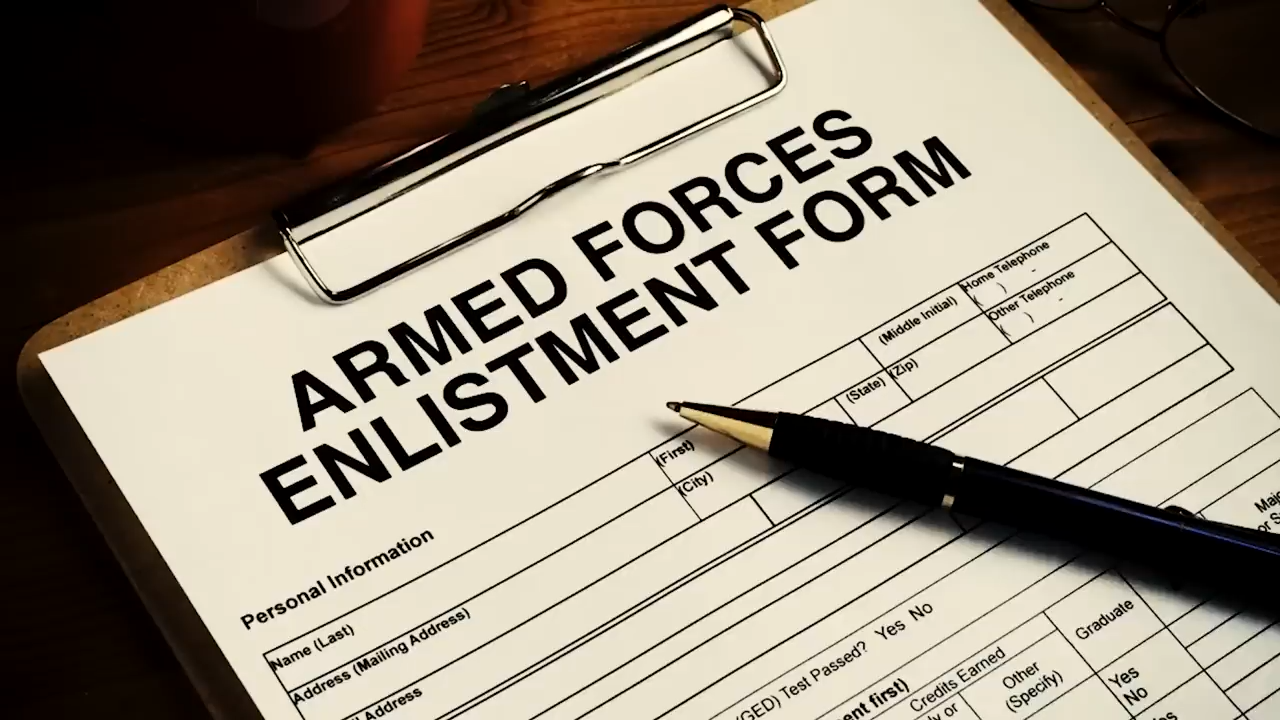 ARMED FORCES
ENLISTMENT FORM
Personal Information
Name (Last)
(First)
(Middle Initial)
Home Telephone
( ) -
Address (Mailing Address)
(City)
(State)
(Zip)
Other Telephone
( ) -
Address
(GED) Test Passed? Yes No
Credits Earned
Other
(Specify)
Graduate
Yes
No